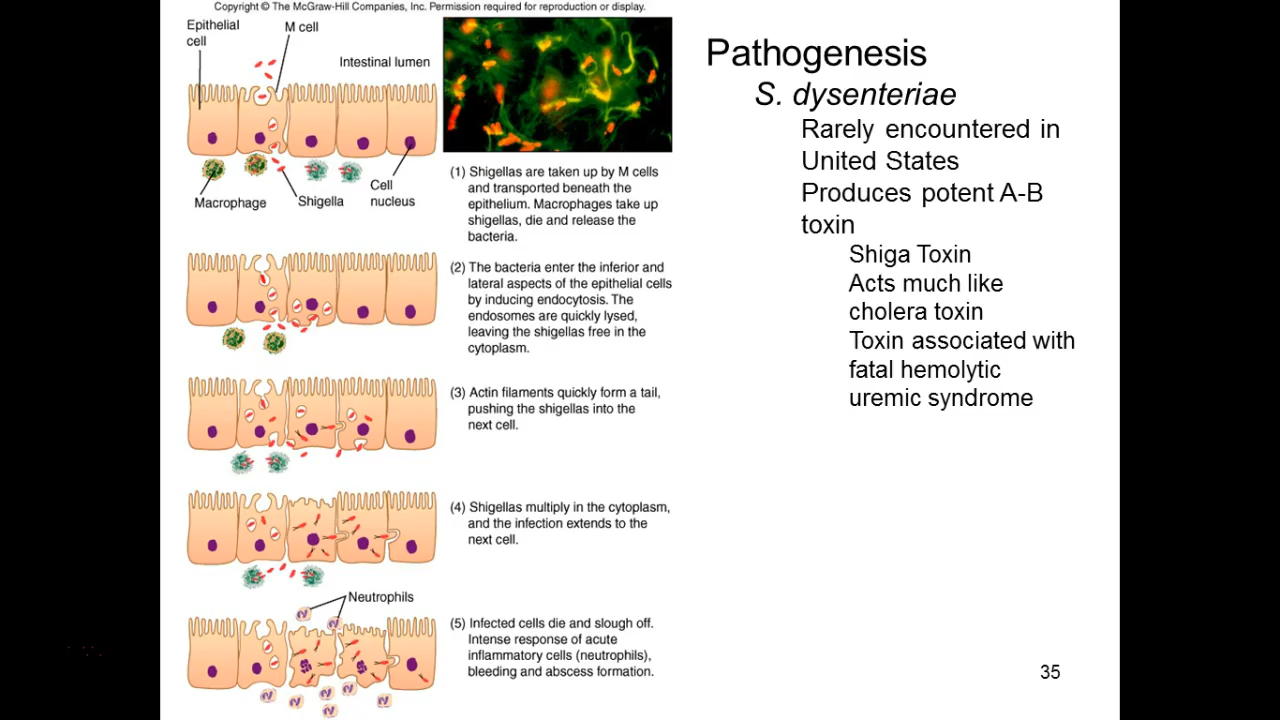 Copyright © The McGraw-Hill Companies, Inc. Permission required for reproduction or display.
Epithelial
cell
M cell
Intestinal lumen
Macrophage
Shigella
Cell
nucleus
(1) Shigellas are taken up by M cells
and transported beneath the
epithelium. Macrophages take up
shigellas, die and release the
bacteria.
(2) The bacteria enter the inferior and
lateral aspects of the epithelial cells
by inducing endocytosis. The
endosomes are quickly lysed,
leaving the shigellas free in the
cytoplasm.
(3) Actin filaments quickly form a tail,
pushing the shigellas into the
next cell.
(4) Shigellas multiply in the cytoplasm,
and the infection extends to the
next cell.
Neutrophils
(5) Infected cells die and slough off.
Intense response of acute
inflammatory cells (neutrophils),
bleeding and abscess formation.
Pathogenesis
S. dysenteriae
Rarely encountered in
United States
Produces potent A-B
toxin
Shiga Toxin
Acts much like
cholera toxin
Toxin associated with
fatal hemolytic
uremic syndrome
35